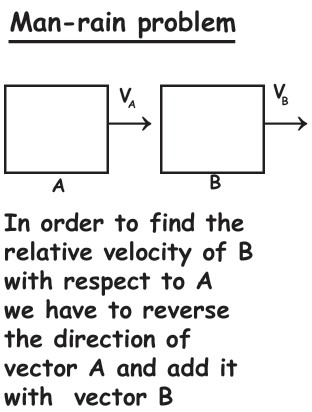 Man-rain problem
V_A
V_B
A
B
In order to find the
relative velocity of B
with respect to A
we have to reverse
the direction of
vector A and add it
with vector B